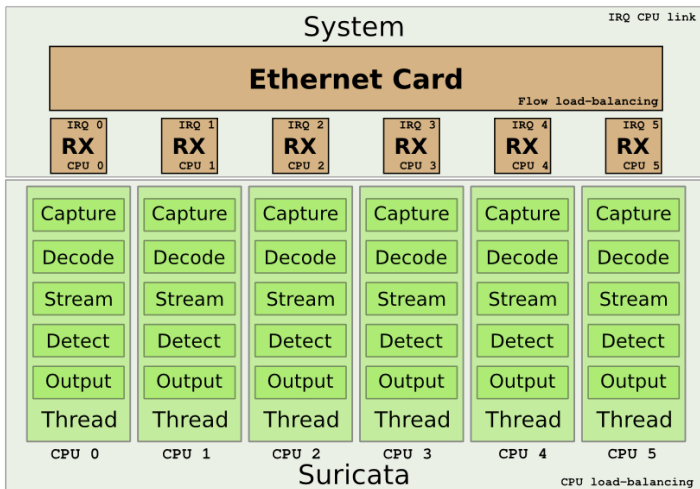 IRQ CPU link
System
Ethernet Card
Flow load-balancing
IRQ 0 IRQ 1 IRQ 2 IRQ 3 IRQ 4 IRQ 5
RX RX RX RX RX RX
CPU 0 CPU 1 CPU 2 CPU 3 CPU 4 CPU 5
Capture Capture Capture Capture Capture Capture
Decode Decode Decode Decode Decode Decode
Stream Stream Stream Stream Stream Stream
Detect Detect Detect Detect Detect Detect
Output Output Output Output Output Output
Thread Thread Thread Thread Thread Thread
CPU 0 CPU 1 CPU 2 CPU 3 CPU 4 CPU 5
Suricata
CPU load-balancing